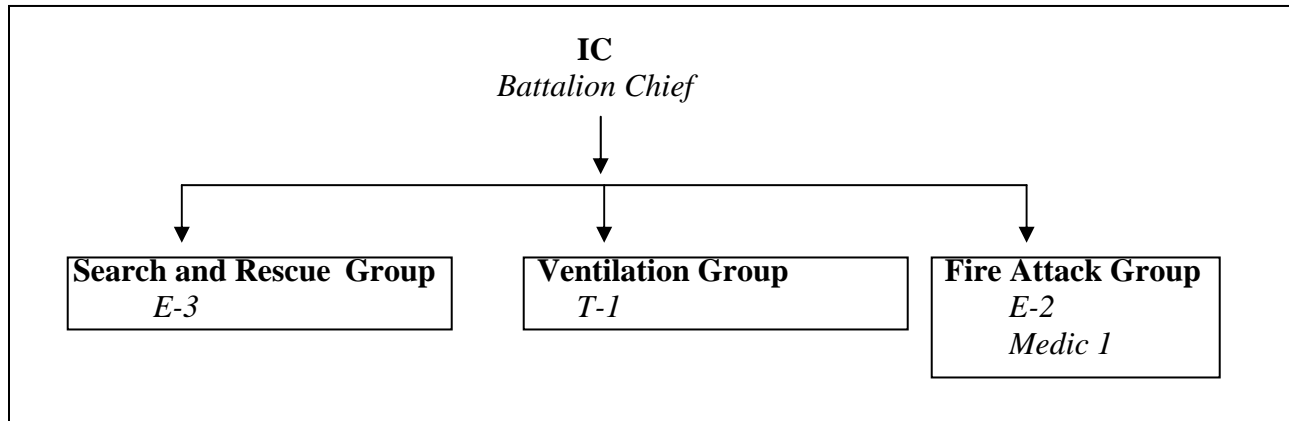 IC
Battalion Chief
Search and Rescue Group
E-3
Ventilation Group
T-1
Fire Attack Group
E-2
Medic 1